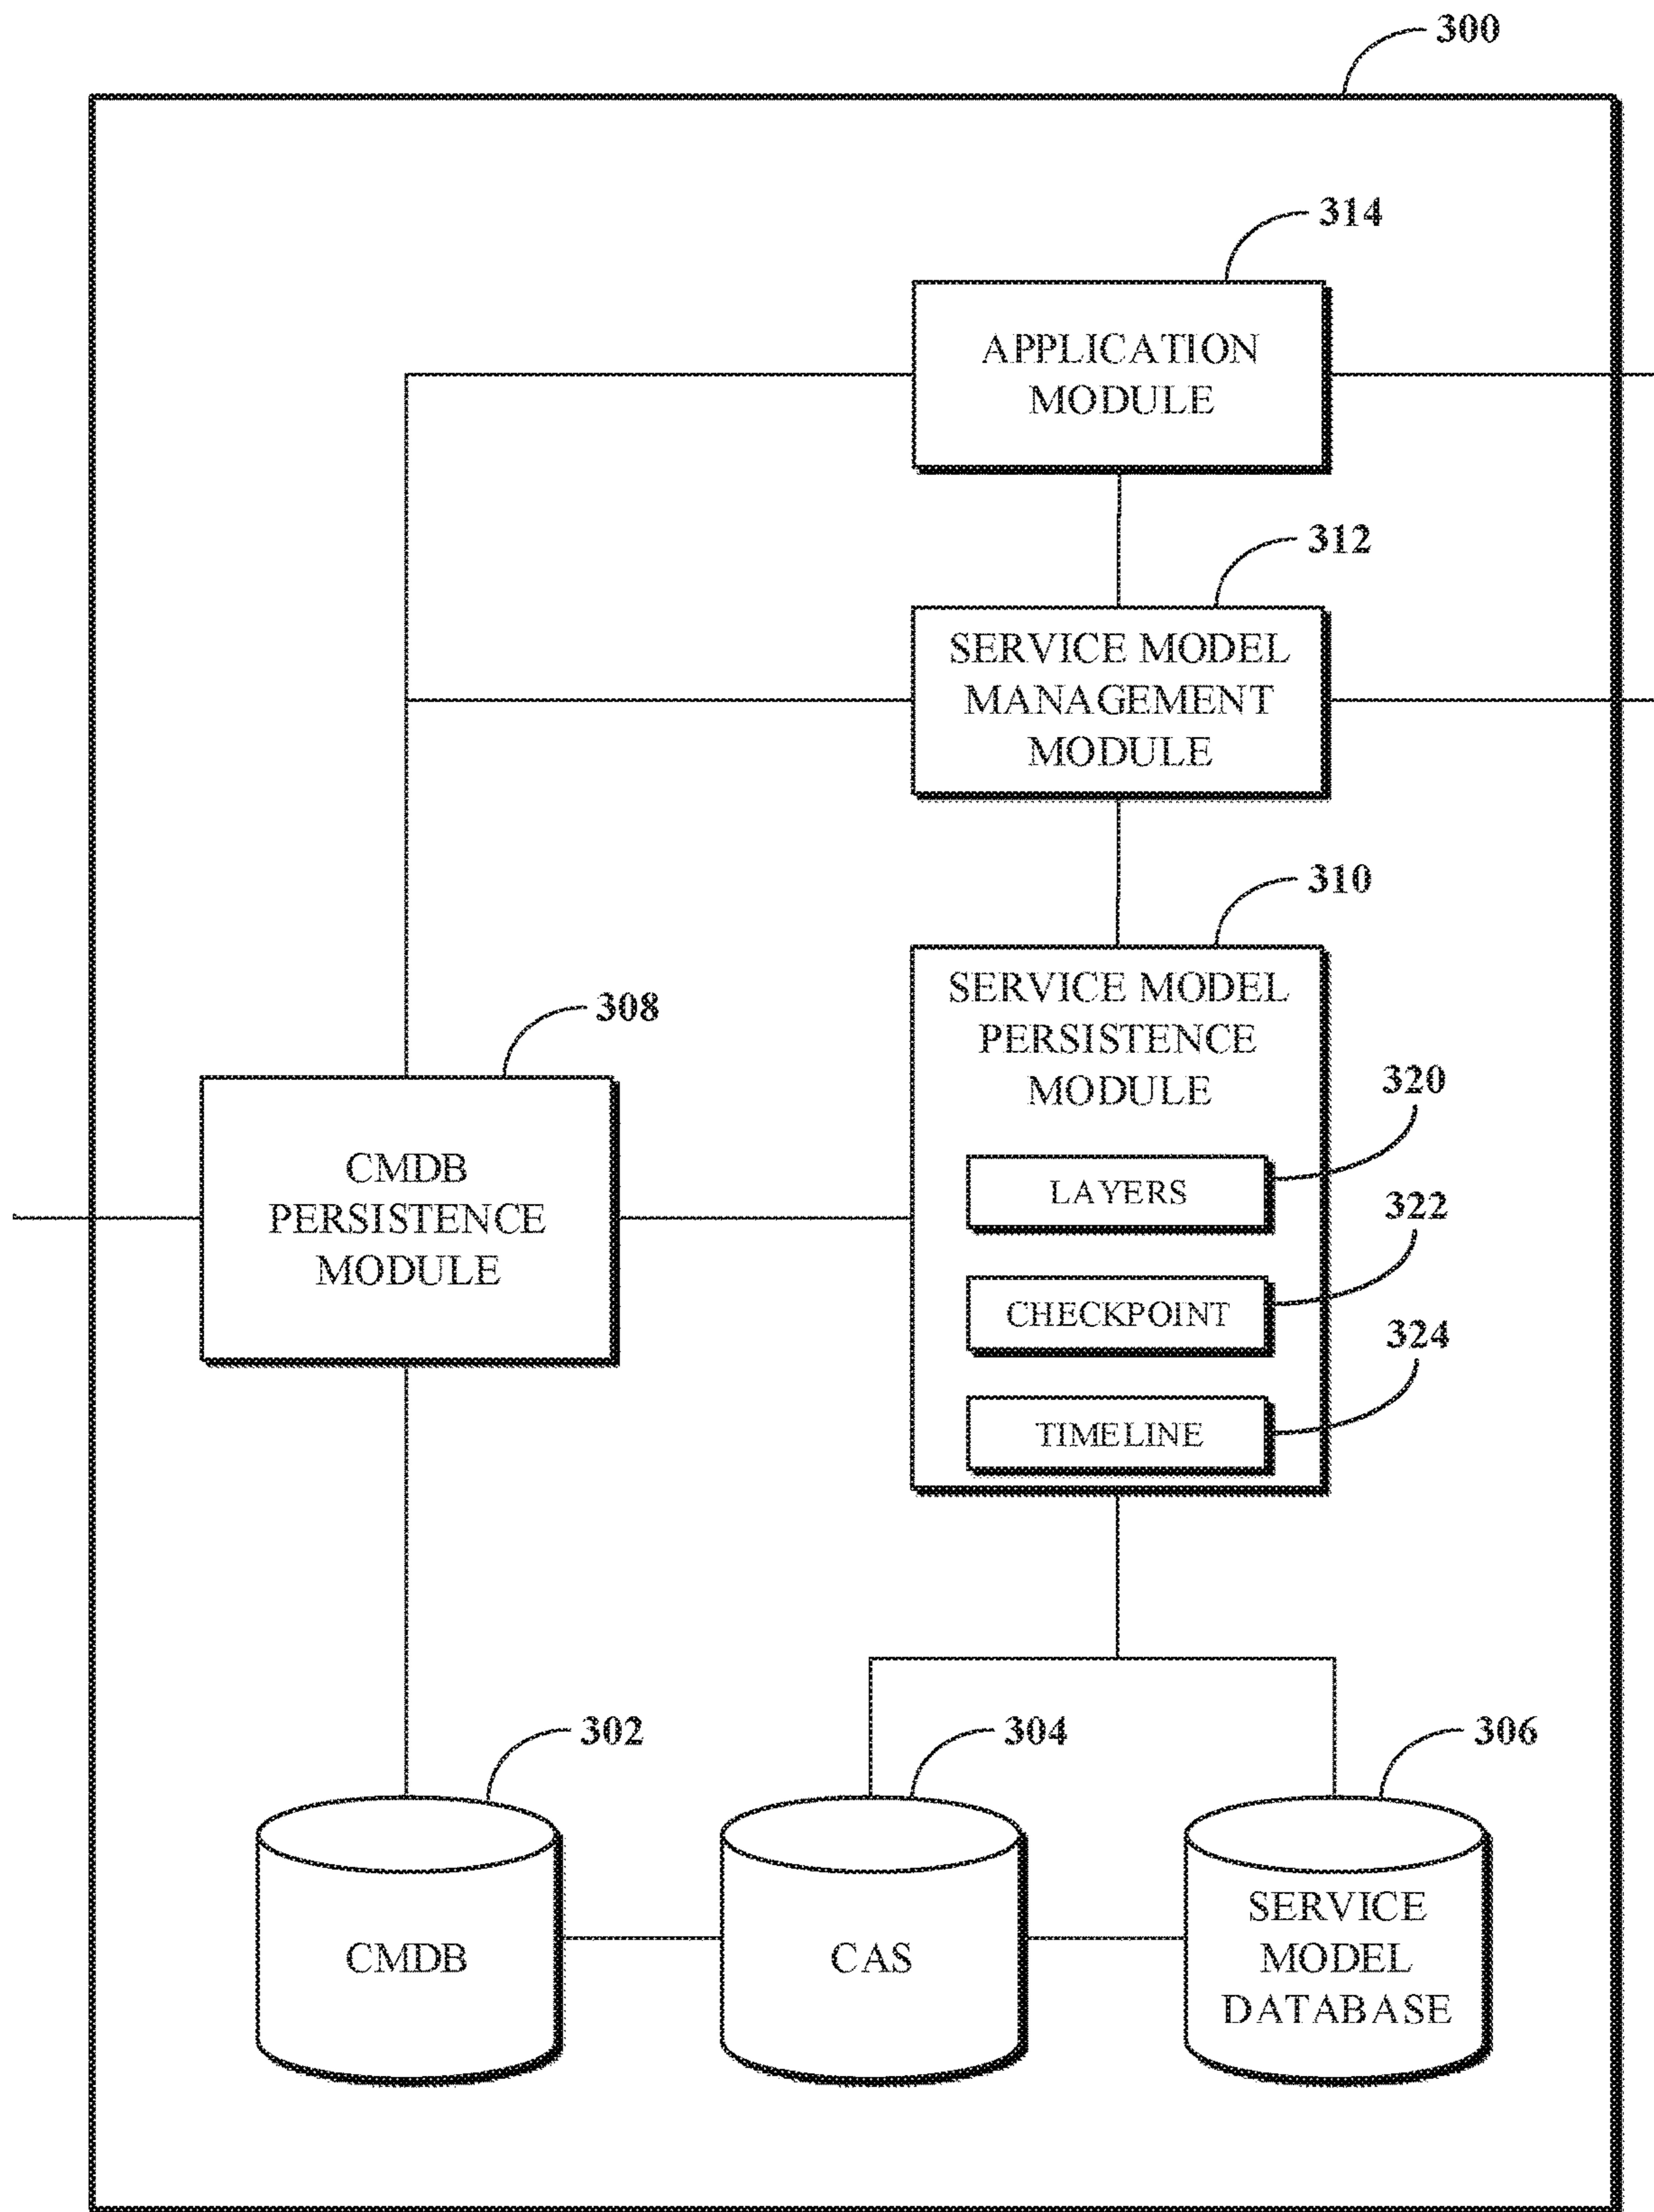 300
314
APPLICATION
MODULE
312
SERVICE MODEL
MANAGEMENT
MODULE
310
SERVICE MODEL
PERSISTENCE
MODULE
308
CMDB
PERSISTENCE
MODULE
320
LAYERS
322
CHECKPOINT
324
TIMELINE
302
CMDB
304
CAS
306
SERVICE
MODEL
DATABASE